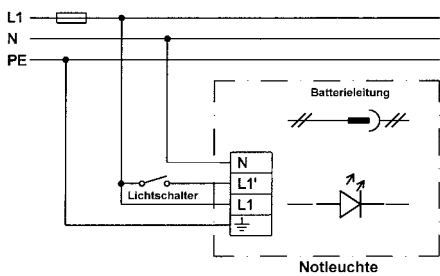 L1
N
PE
Batterieleitung
N
L1'
Lichtschalter
L1
Notleuchte